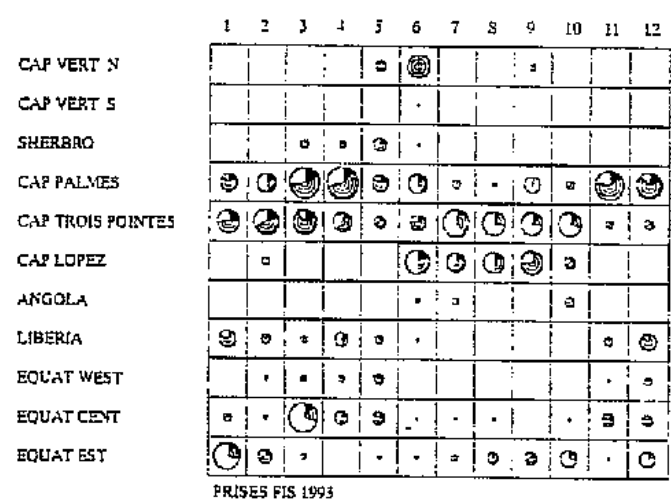 1 2 3 4 5 6 7 8 9 10 11 12
CAP VERT N
CAP VERT S
SHERBRO
CAP PALMES
CAP TROIS POINTES
CAP LOPEZ
ANGOLA
LIBERIA
EQUAT WEST
EQUAT CENT
EQUAT EST
PRISES FIS 1993